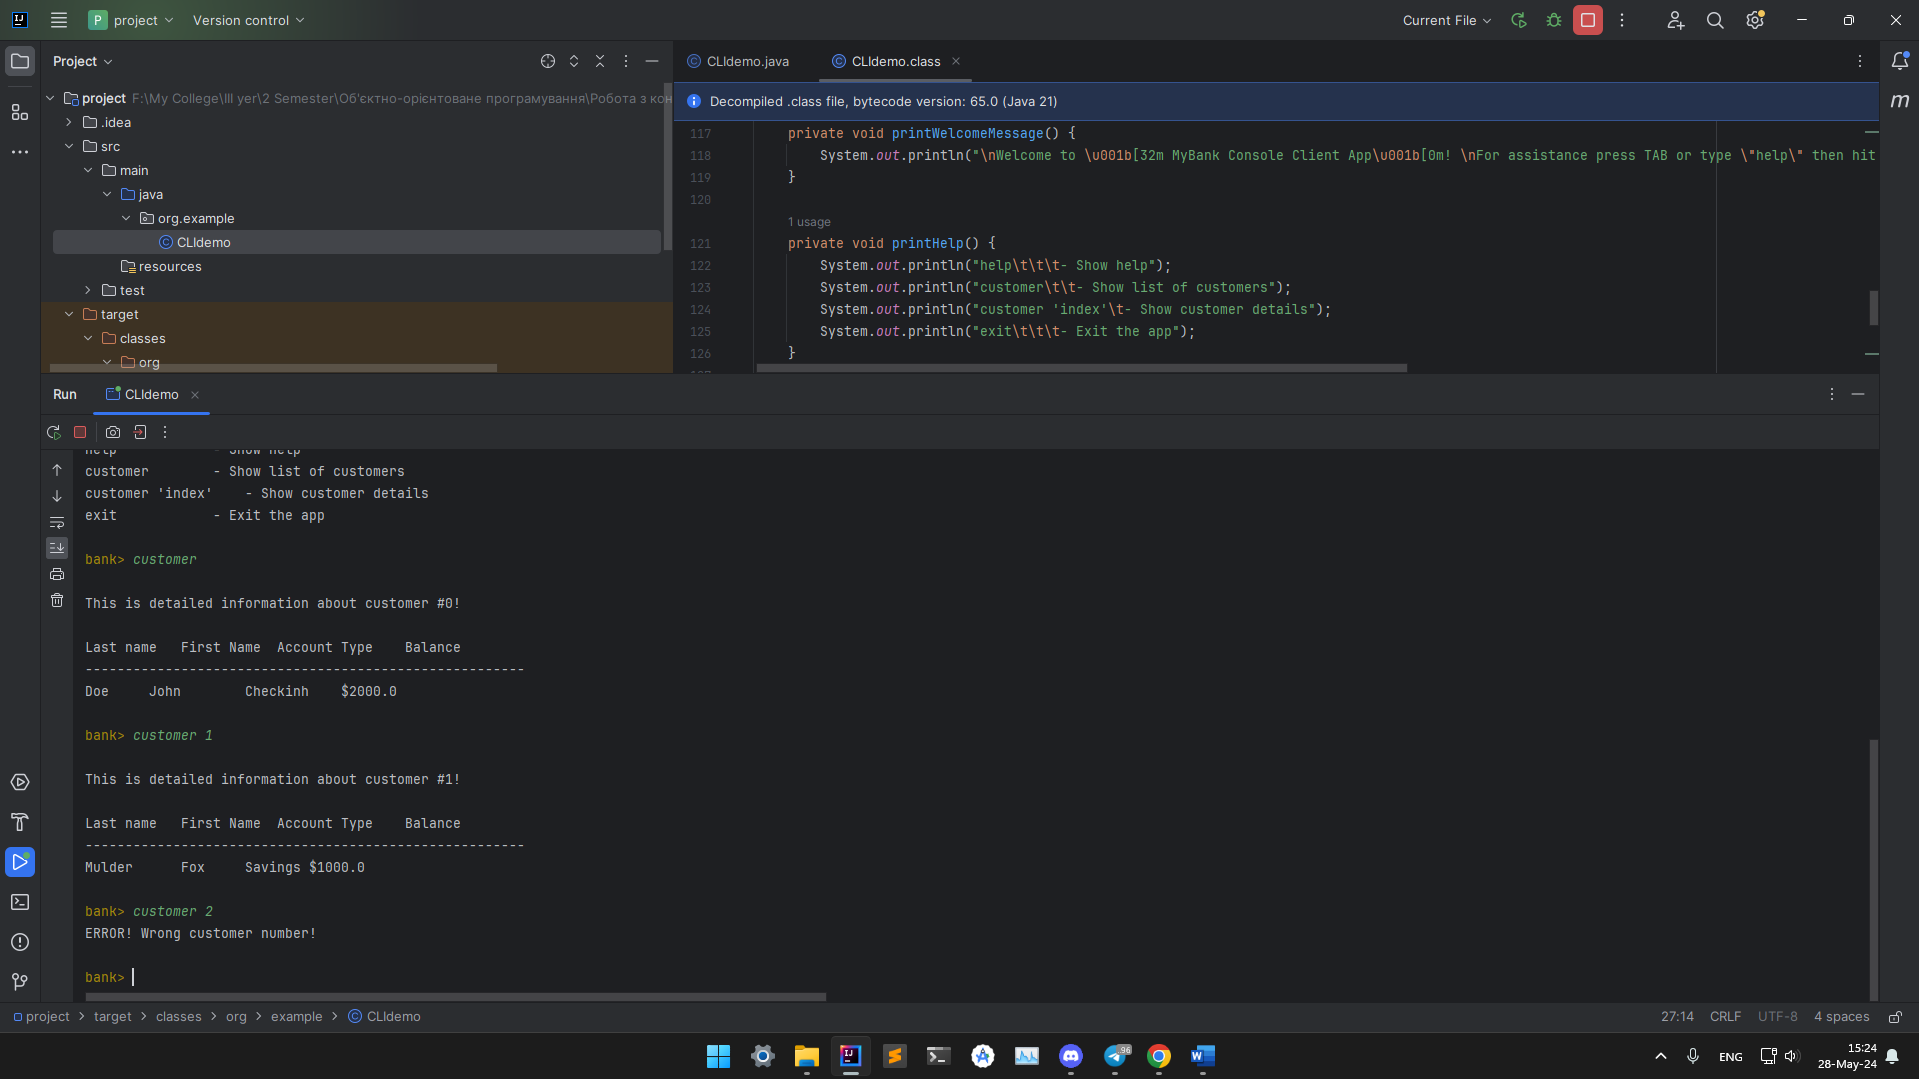 P project Version control Current File
Project
CLIdemo.java CLIdemo.class
Decompiled .class file, bytecode version: 65.0 (Java 21)
project F:\My College\III yer\2 Semester\Об'єктно-орієнтоване програмування\Робота з кон
.idea
src
main
java
org.example
CLIdemo
resources
test
target
classes
org
117 private void printWelcomeMessage() {
118 System.out.println("\nWelcome to \u001b[32m MyBank Console Client App\u001b[0m! \nFor assistance press TAB or type \"help\" then hit
119 }
120
1 usage
121 private void printHelp() {
122 System.out.println("help\t\t\t- Show help");
123 System.out.println("customer\t\t- Show list of customers");
124 System.out.println("customer 'index'\t- Show customer details");
125 System.out.println("exit\t\t\t- Exit the app");
126 }
Run CLIdemo
help - Show help
customer - Show list of customers
customer 'index' - Show customer details
exit - Exit the app
bank> customer
This is detailed information about customer #0!
Last name First Name Account Type Balance
-------------------------------------------------------
Doe John Checkinh $2000.0
bank> customer 1
This is detailed information about customer #1!
Last name First Name Account Type Balance
-------------------------------------------------------
Mulder Fox Savings $1000.0
bank> customer 2
ERROR! Wrong customer number!
bank>
project > target > classes > org > example > CLIdemo
27:14 CRLF UTF-8 4 spaces
96
ENG
15:24
28-May-24